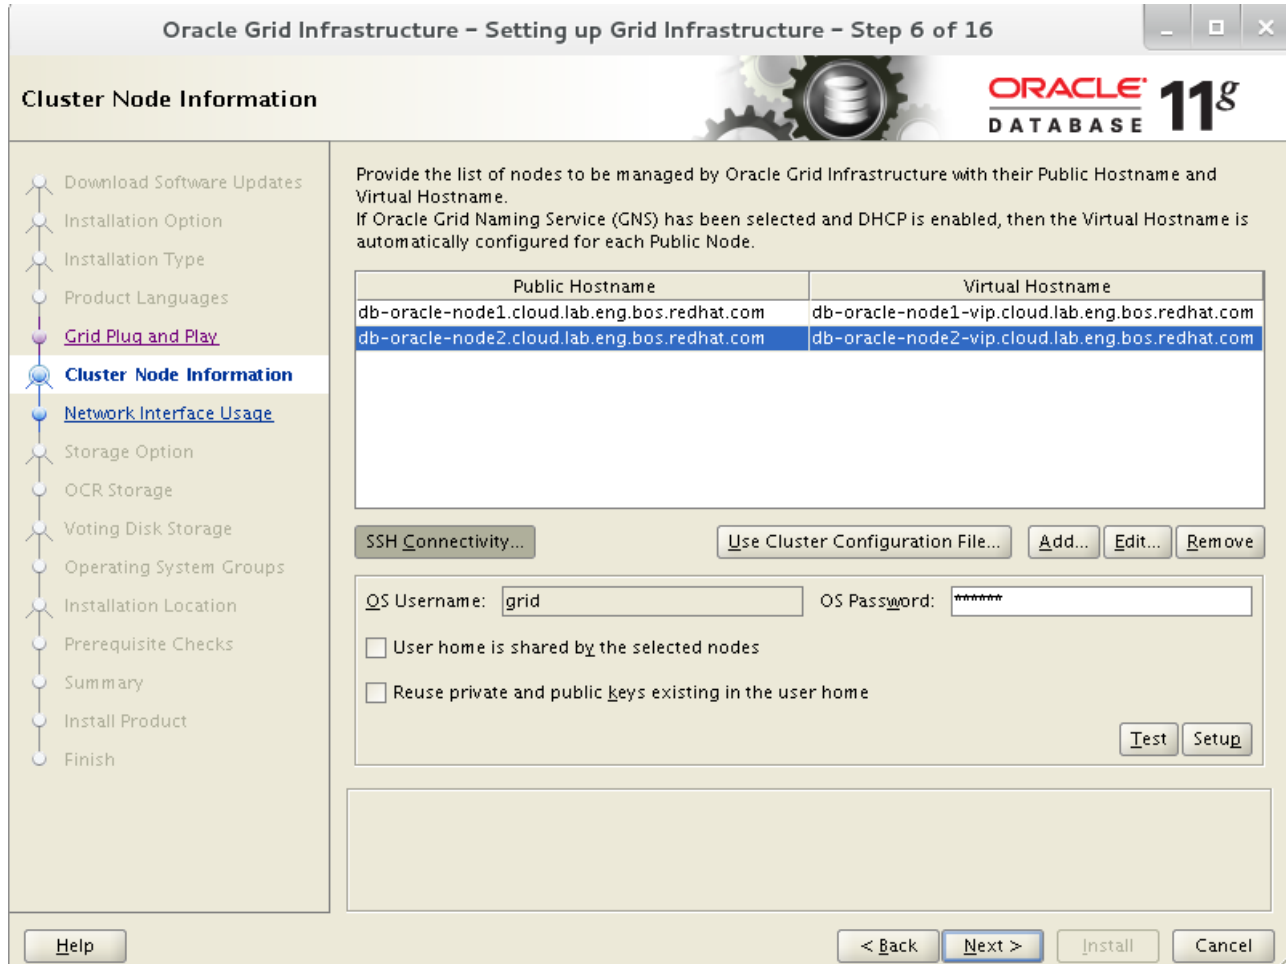 Oracle Grid Infrastructure - Setting up Grid Infrastructure - Step 6 of 16
Cluster Node Information
ORACLE
DATABASE
11g
Download Software Updates
Installation Option
Installation Type
Product Languages
Grid Plug and Play
Cluster Node Information
Network Interface Usage
Storage Option
OCR Storage
Voting Disk Storage
Operating System Groups
Installation Location
Prerequisite Checks
Summary
Install Product
Finish
Provide the list of nodes to be managed by Oracle Grid Infrastructure with their Public Hostname and
Virtual Hostname.
If Oracle Grid Naming Service (GNS) has been selected and DHCP is enabled, then the Virtual Hostname is
automatically configured for each Public Node.
Public Hostname Virtual Hostname
db-oracle-node1.cloud.lab.eng.bos.redhat.com db-oracle-node1-vip.cloud.lab.eng.bos.redhat.com
db-oracle-node2.cloud.lab.eng.bos.redhat.com db-oracle-node2-vip.cloud.lab.eng.bos.redhat.com
SSH Connectivity... Use Cluster Configuration File... Add... Edit... Remove
OS Username: grid OS Password: ******
User home is shared by the selected nodes
Reuse private and public keys existing in the user home
Test Setup
Help < Back Next > Install Cancel